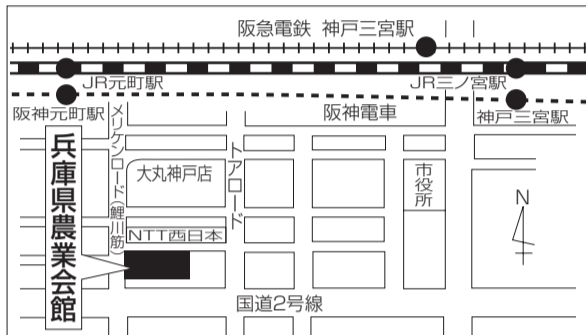 阪急電鉄 神戸三宮駅
JR元町駅
JR三ノ宮駅
阪神元町駅
阪神電車
神戸三宮駅
メリケンロード(鯉川筋)
トアロード
大丸神戸店
市役所
兵庫県農業会館
NTT西日本
N
国道2号線